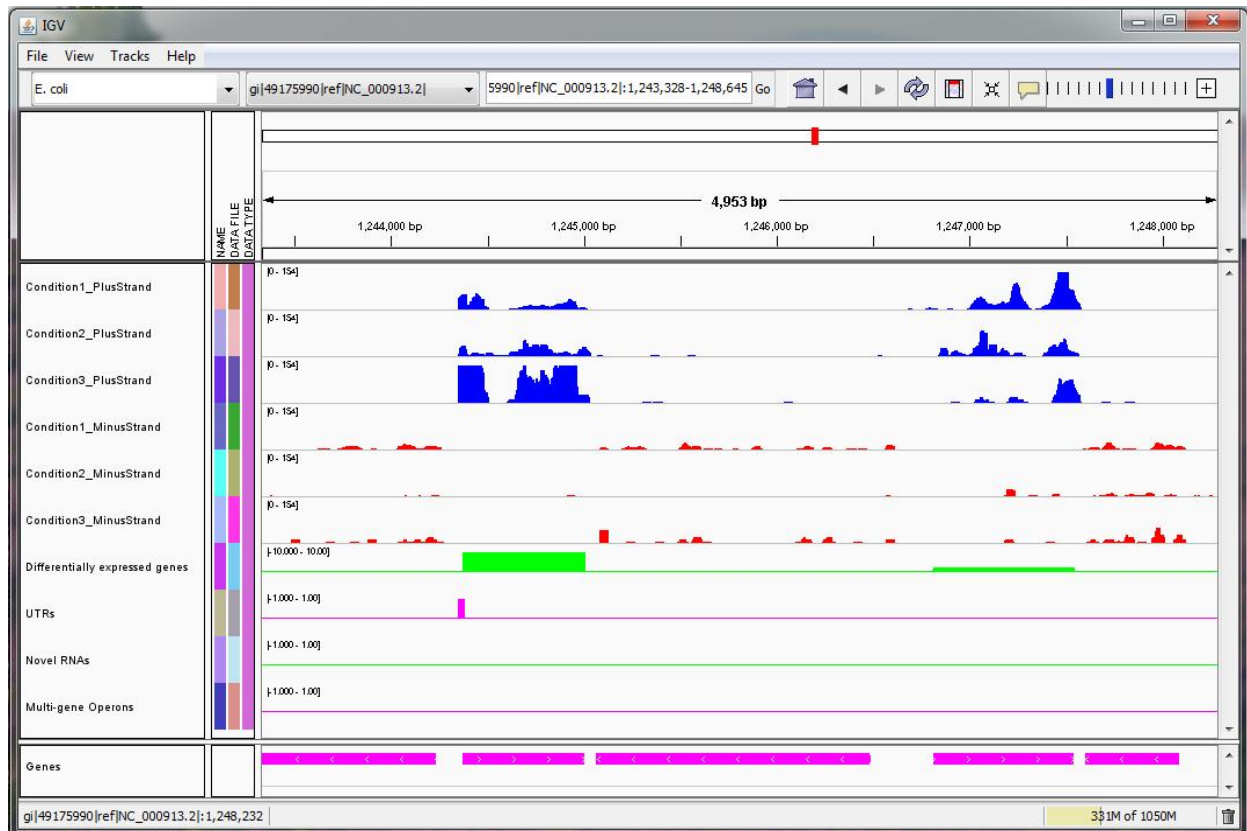 IGV
File View Tracks Help
E. coli gi|49175990|ref|NC_000913.2| 5990|ref|NC_000913.2|:1,243,328-1,248,645 Go
NAME
DATA FILE
DATA TYPE
4,953 bp
1,244,000 bp 1,245,000 bp 1,246,000 bp 1,247,000 bp 1,248,000 bp
Condition1_PlusStrand [0 - 154]
Condition2_PlusStrand [0 - 154]
Condition3_PlusStrand [0 - 154]
Condition1_MinusStrand [0 - 154]
Condition2_MinusStrand [0 - 154]
Condition3_MinusStrand [0 - 154]
Differentially expressed genes [-10.000 - 10.00]
UTRs [-1.000 - 1.00]
Novel RNAs [-1.000 - 1.00]
Multi-gene Operons [-1.000 - 1.00]
Genes
gi|49175990|ref|NC_000913.2|:1,248,232 331M of 1050M